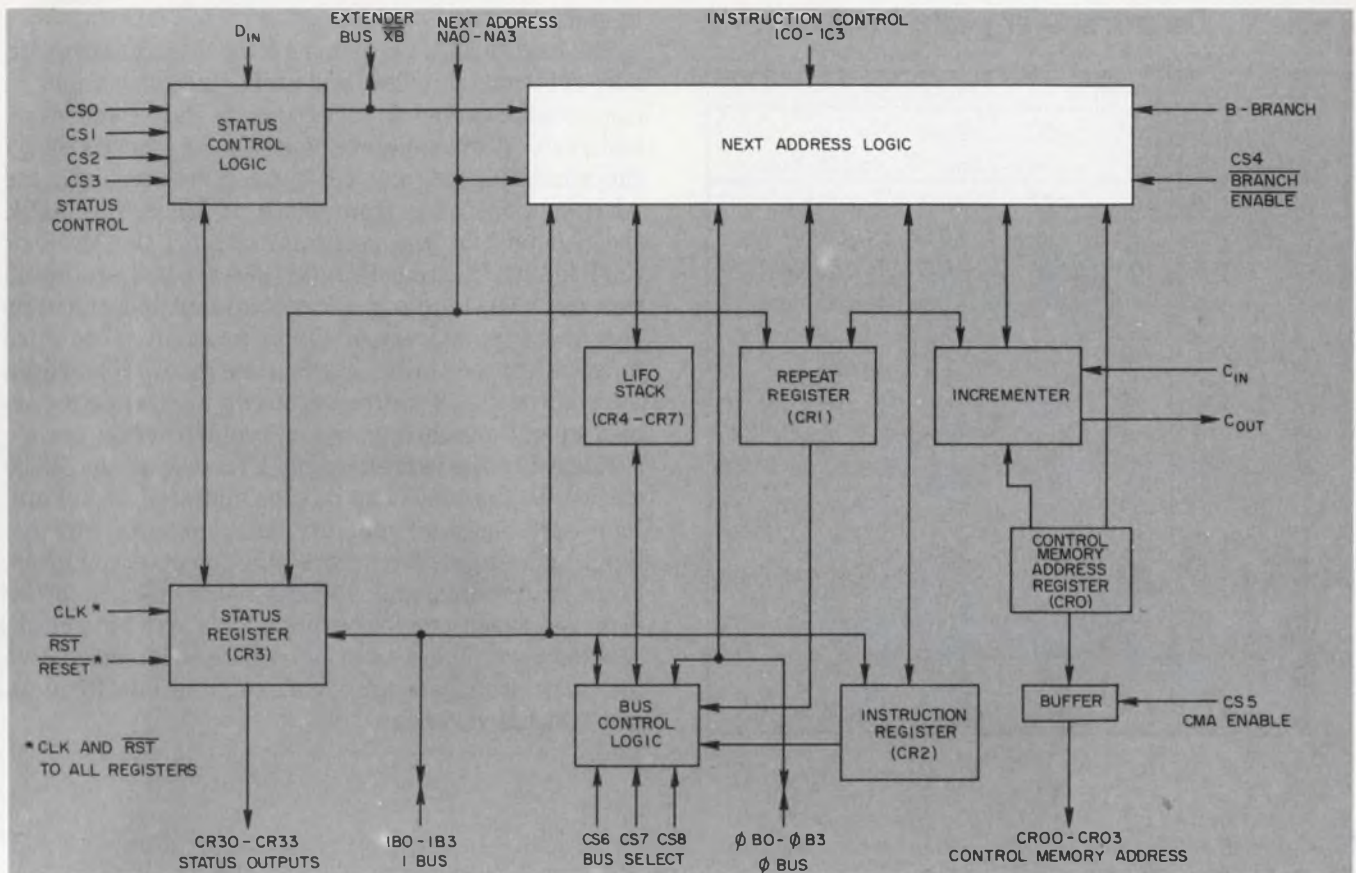 EXTENDER
BUS XB
NEXT ADDRESS
NA0-NA3
INSTRUCTION CONTROL
IC0-IC3
D_IN
CS0
CS1
CS2
CS3
STATUS
CONTROL
STATUS
CONTROL
LOGIC
NEXT ADDRESS LOGIC
B-BRANCH
CS4
BRANCH
ENABLE
LIFO
STACK
(CR4-CR7)
REPEAT
REGISTER
(CR1)
INCREMENTER
C_IN
C_OUT
CONTROL
MEMORY
ADDRESS
REGISTER
(CR0)
CLK*
RST
RESET*
STATUS
REGISTER
(CR3)
BUS
CONTROL
LOGIC
INSTRUCTION
REGISTER
(CR2)
BUFFER
CS5
CMA ENABLE
*CLK AND RST
TO ALL REGISTERS
CR30-CR33
STATUS OUTPUTS
IB0-IB3
I BUS
CS6 CS7 CS8
BUS SELECT
ϕB0-ϕB3
ϕ BUS
CR00-CR03
CONTROL MEMORY ADDRESS